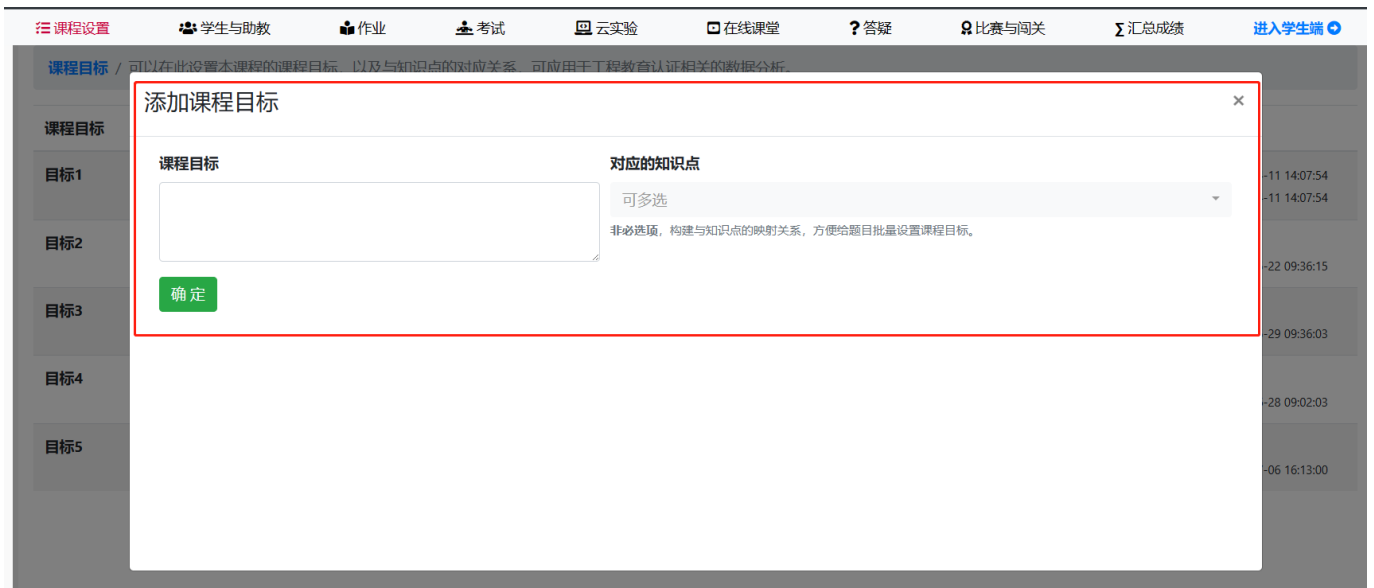 课程设置 学生与助教 作业 考试 云实验 在线课堂 答疑 比赛与闯关 汇总成绩 进入学生端
课程目标 / 可以在此设置本课程的课程目标，以及与知识点的对应关系，可应用于工程教育认证相关的数据分析。
添加课程目标 ×
课程目标
课程目标 对应的知识点
目标1 -11 14:07:54
可多选 -11 14:07:54
非必选项，构建与知识点的映射关系，方便给题目批量设置课程目标。
目标2
-22 09:36:15
确定
目标3
-29 09:36:03
目标4
-28 09:02:03
目标5
-06 16:13:00